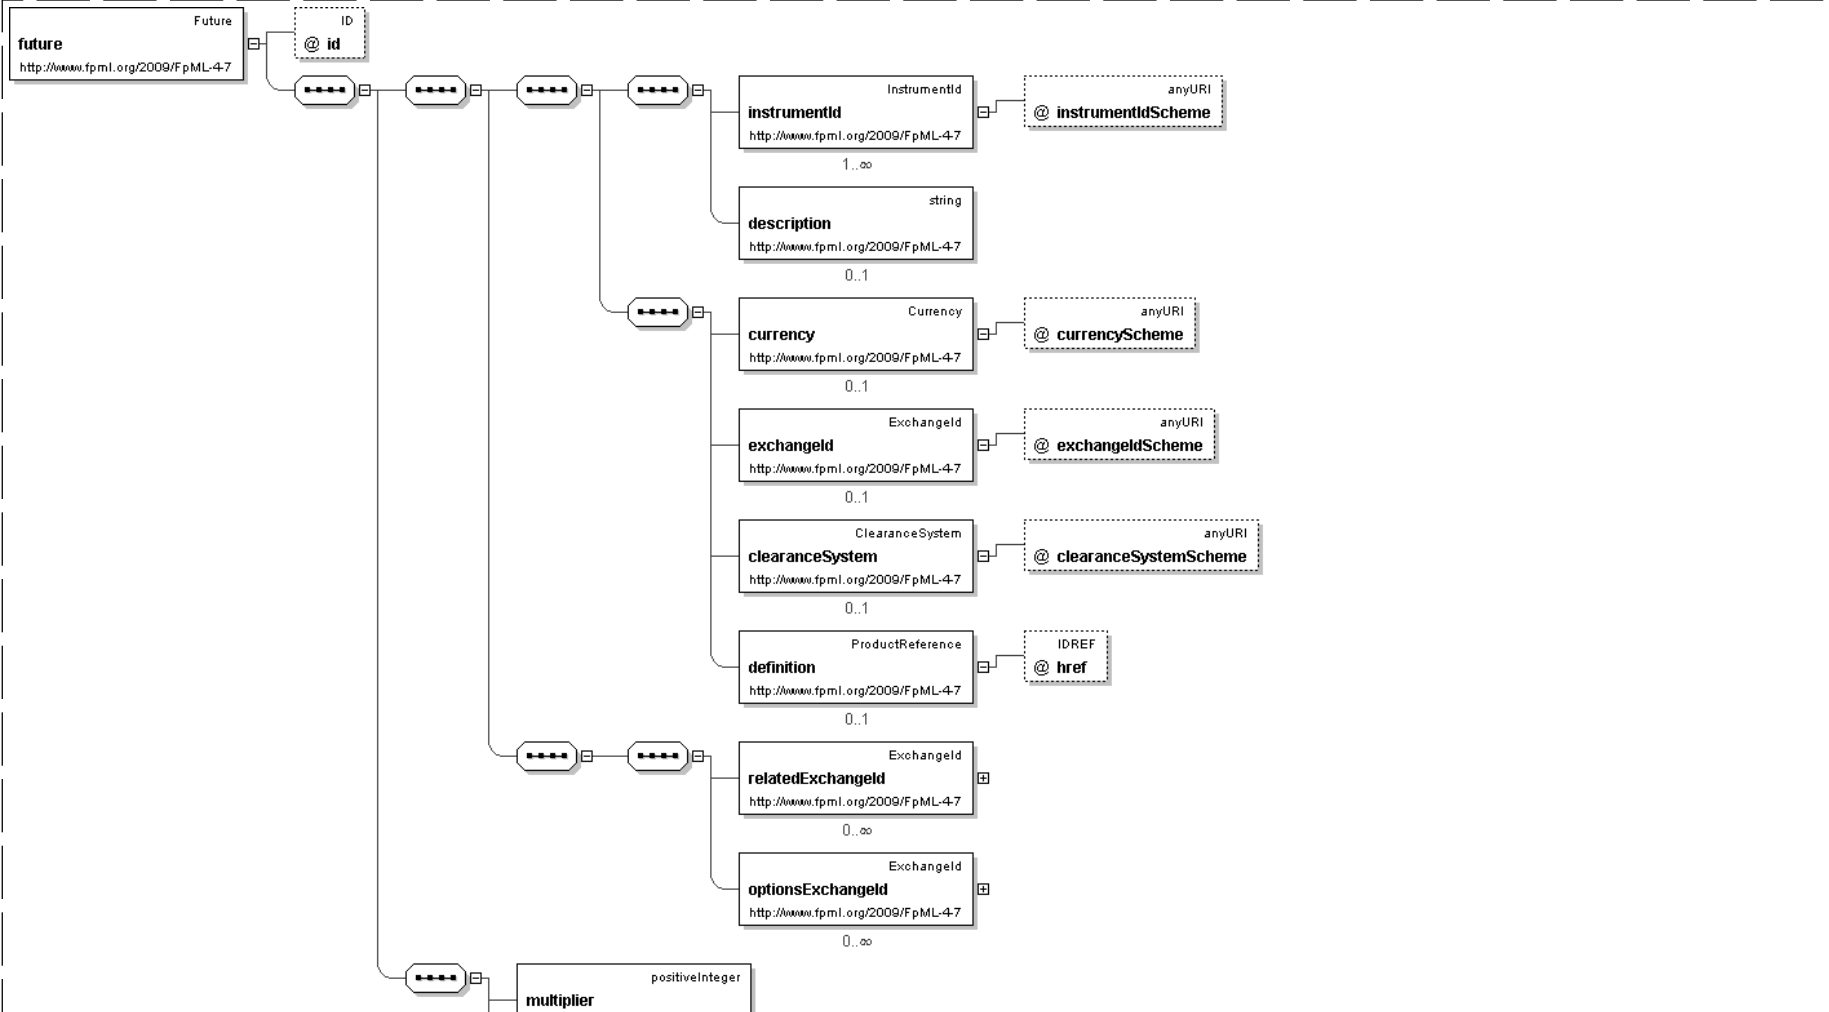 Future
future
http://www.fpml.org/2009/FpML-4-7
ID
@ id
InstrumentId
instrumentId
http://www.fpml.org/2009/FpML-4-7
1..∞
anyURI
@ instrumentIdScheme
string
description
http://www.fpml.org/2009/FpML-4-7
0..1
Currency
currency
http://www.fpml.org/2009/FpML-4-7
0..1
anyURI
@ currencyScheme
ExchangeId
exchangeId
http://www.fpml.org/2009/FpML-4-7
0..1
anyURI
@ exchangeIdScheme
ClearanceSystem
clearanceSystem
http://www.fpml.org/2009/FpML-4-7
0..1
anyURI
@ clearanceSystemScheme
ProductReference
definition
http://www.fpml.org/2009/FpML-4-7
0..1
IDREF
@ href
ExchangeId
relatedExchangeId
http://www.fpml.org/2009/FpML-4-7
0..∞
ExchangeId
optionsExchangeId
http://www.fpml.org/2009/FpML-4-7
0..∞
positiveInteger
multiplier